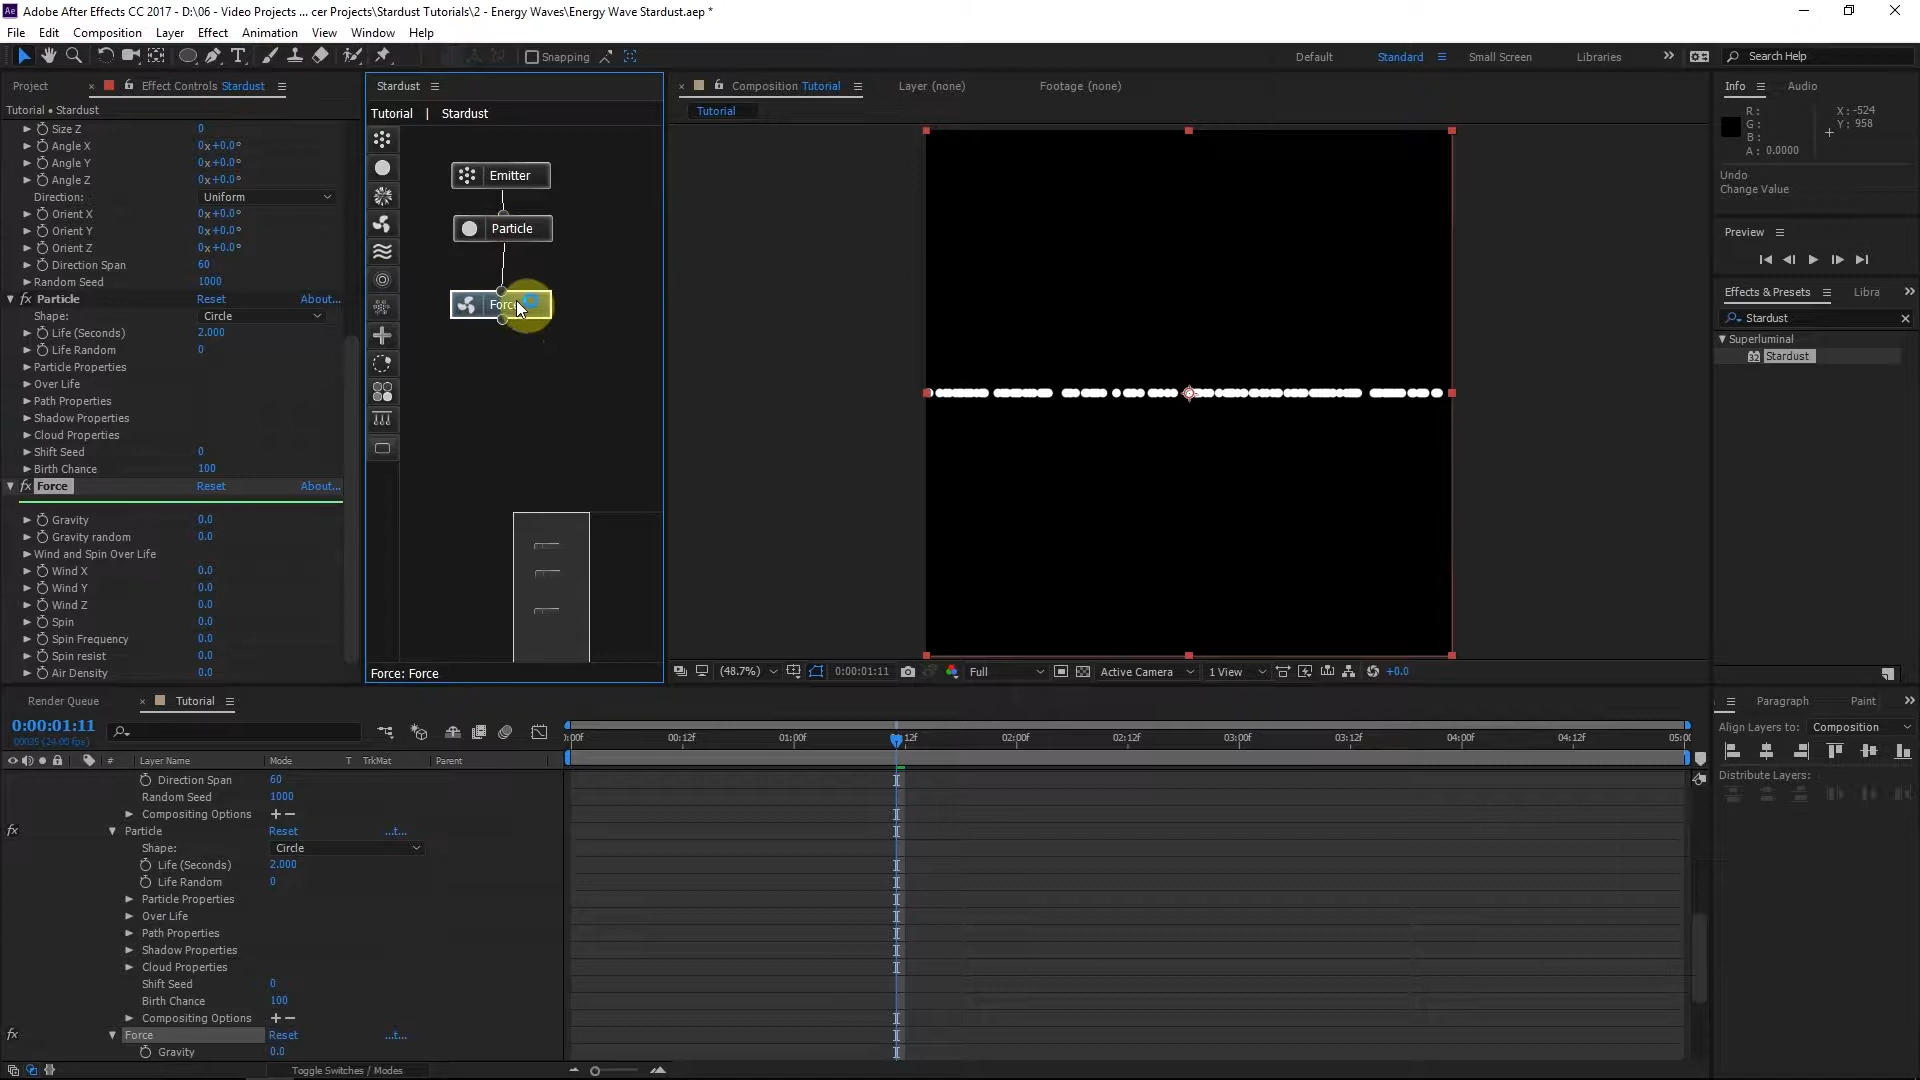 Adobe After Effects CC 2017 - D:\06 - Video Projects ... cer Projects\Stardust Tutorials\2 - Energy Waves\Energy Wave Stardust.aep *
File Edit Composition Layer Effect Animation View Window Help
Snapping Default Standard Small Screen Libraries Search Help
Project Effect Controls Stardust
Tutorial • Stardust
Size Z 0
Angle X 0x+0.0°
Angle Y 0x+0.0°
Angle Z 0x+0.0°
Direction: Uniform
Orient X 0x+0.0°
Orient Y 0x+0.0°
Orient Z 0x+0.0°
Direction Span 60
Random Seed 1000
fx Particle Reset About...
Shape: Circle
Life (Seconds) 2.000
Life Random 0
Particle Properties
Over Life
Path Properties
Shadow Properties
Cloud Properties
Shift Seed 0
Birth Chance 100
fx Force Reset About...
Gravity 0.0
Gravity random 0.0
Wind and Spin Over Life
Wind X 0.0
Wind Y 0.0
Wind Z 0.0
Spin 0.0
Spin Frequency 0.0
Spin resist 0.0
Air Density 0.0
Stardust
Tutorial | Stardust
Emitter
Particle
Force: Force
Composition Tutorial Layer (none) Footage (none)
Tutorial
(48.7%) 0:00:01:11 Full Active Camera 1 View +0.0
Info Audio
R: X: -524
G: Y: 958
B:
A: 0.0000
Undo
Change Value
Preview
Effects & Presets Libra
Stardust
Superluminal
32 Stardust
Render Queue Tutorial
0:00:01:11
00035 (24.00 fps)
:00f 00:12f 01:00f 02:00f 02:12f 03:00f 03:12f 04:00f 04:12f
# Layer Name Mode T TrkMat Parent
Direction Span 60
Random Seed 1000
Compositing Options + −
fx Particle Reset ...t...
Shape: Circle
Life (Seconds) 2.000
Life Random 0
Particle Properties
Over Life
Path Properties
Shadow Properties
Cloud Properties
Shift Seed 0
Birth Chance 100
Compositing Options + −
fx Force Reset ...t...
Gravity 0.0
Toggle Switches / Modes
Paragraph Paint
Align Layers to: Composition
Distribute Layers: